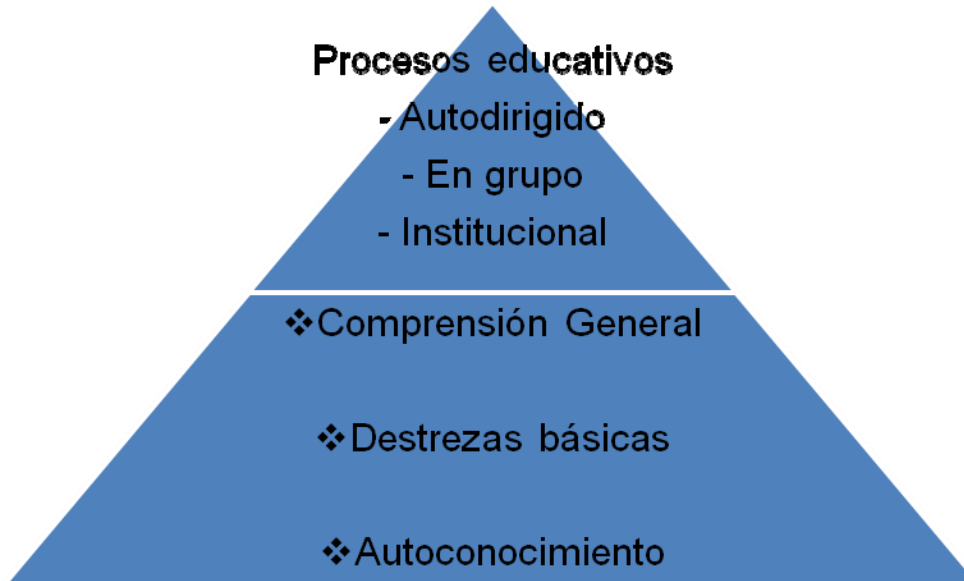 Procesos educativos
- Autodirigido
- En grupo
- Institucional
❖Comprensión General
❖Destrezas básicas
❖Autoconocimiento